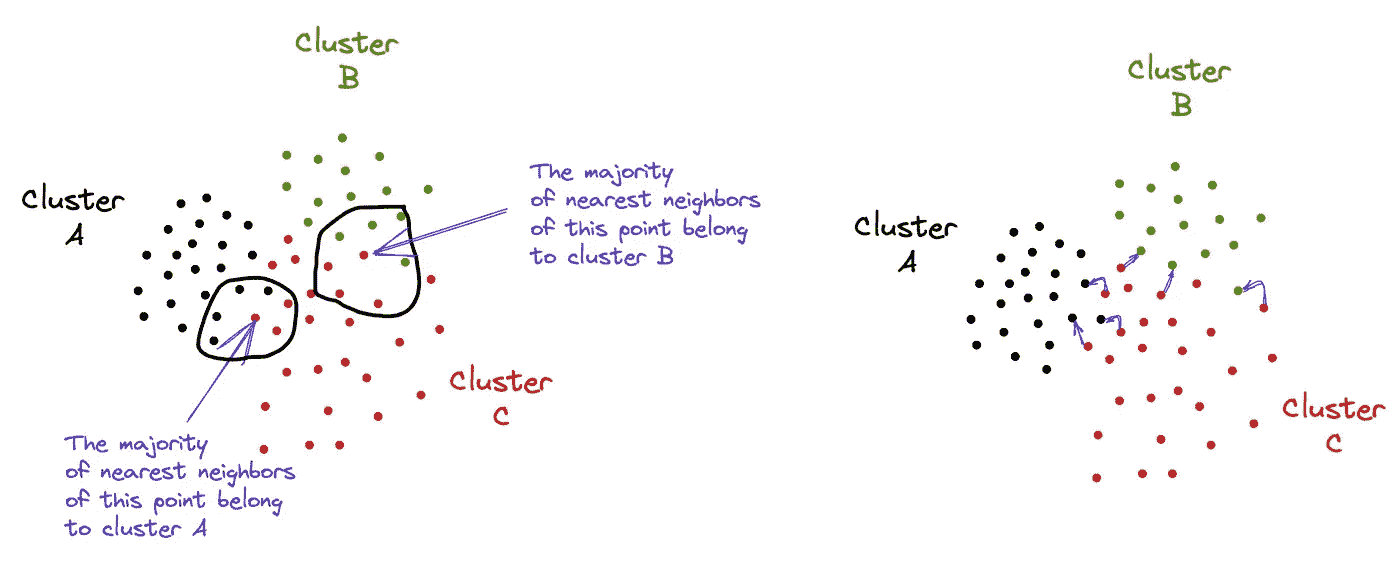 Cluster
B
Cluster
A
The majority
of nearest neighbors
of this point belong
to cluster B
Cluster
C
The majority
of nearest neighbors
of this point belong
to cluster A
Cluster
B
Cluster
A
Cluster
C